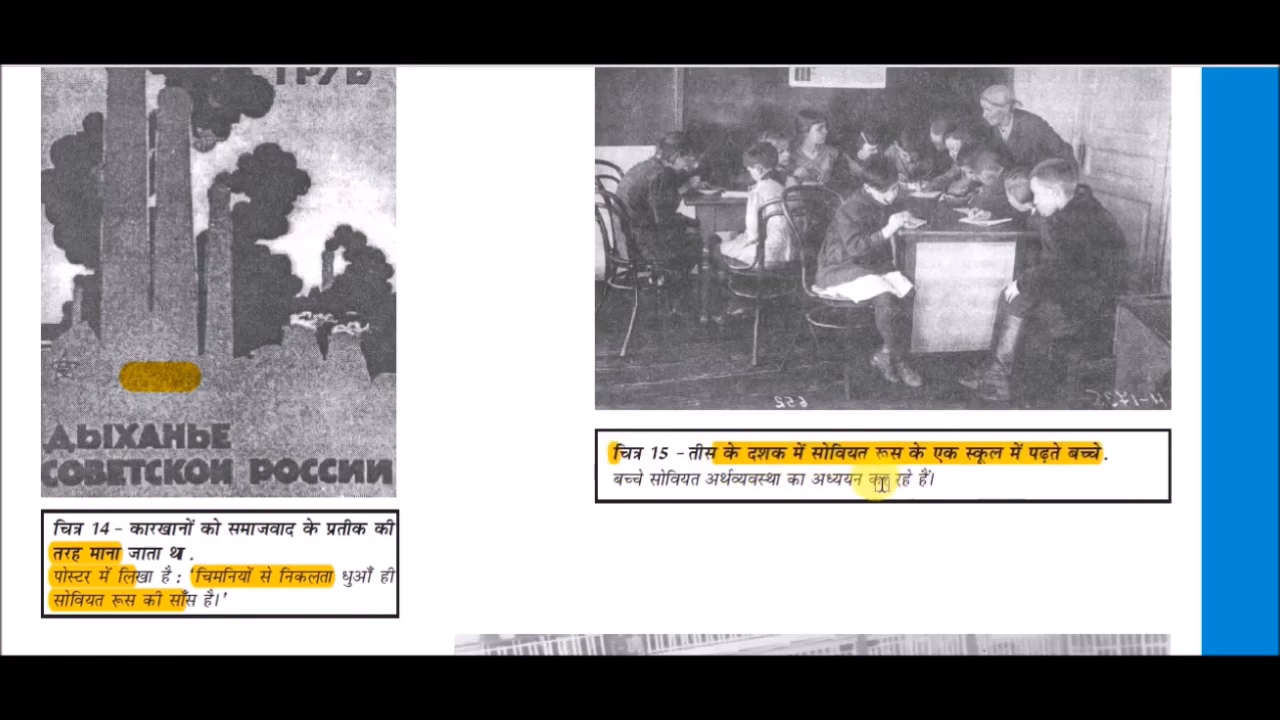 ТРУБ
ДЫХАНЬЕ
СОВЕТСКОЙ РОССИИ
चित्र 14 - कारखानों को समाजवाद के प्रतीक की
तरह माना जाता था .
पोस्टर में लिखा है : 'चिमनियों से निकलता धुआँ ही
सोवियत रूस की साँस है।'
652
चित्र 15 - तीस के दशक में सोवियत रूस के एक स्कूल में पढ़ते बच्चे .
बच्चे सोवियत अर्थव्यवस्था का अध्ययन कर रहे हैं।